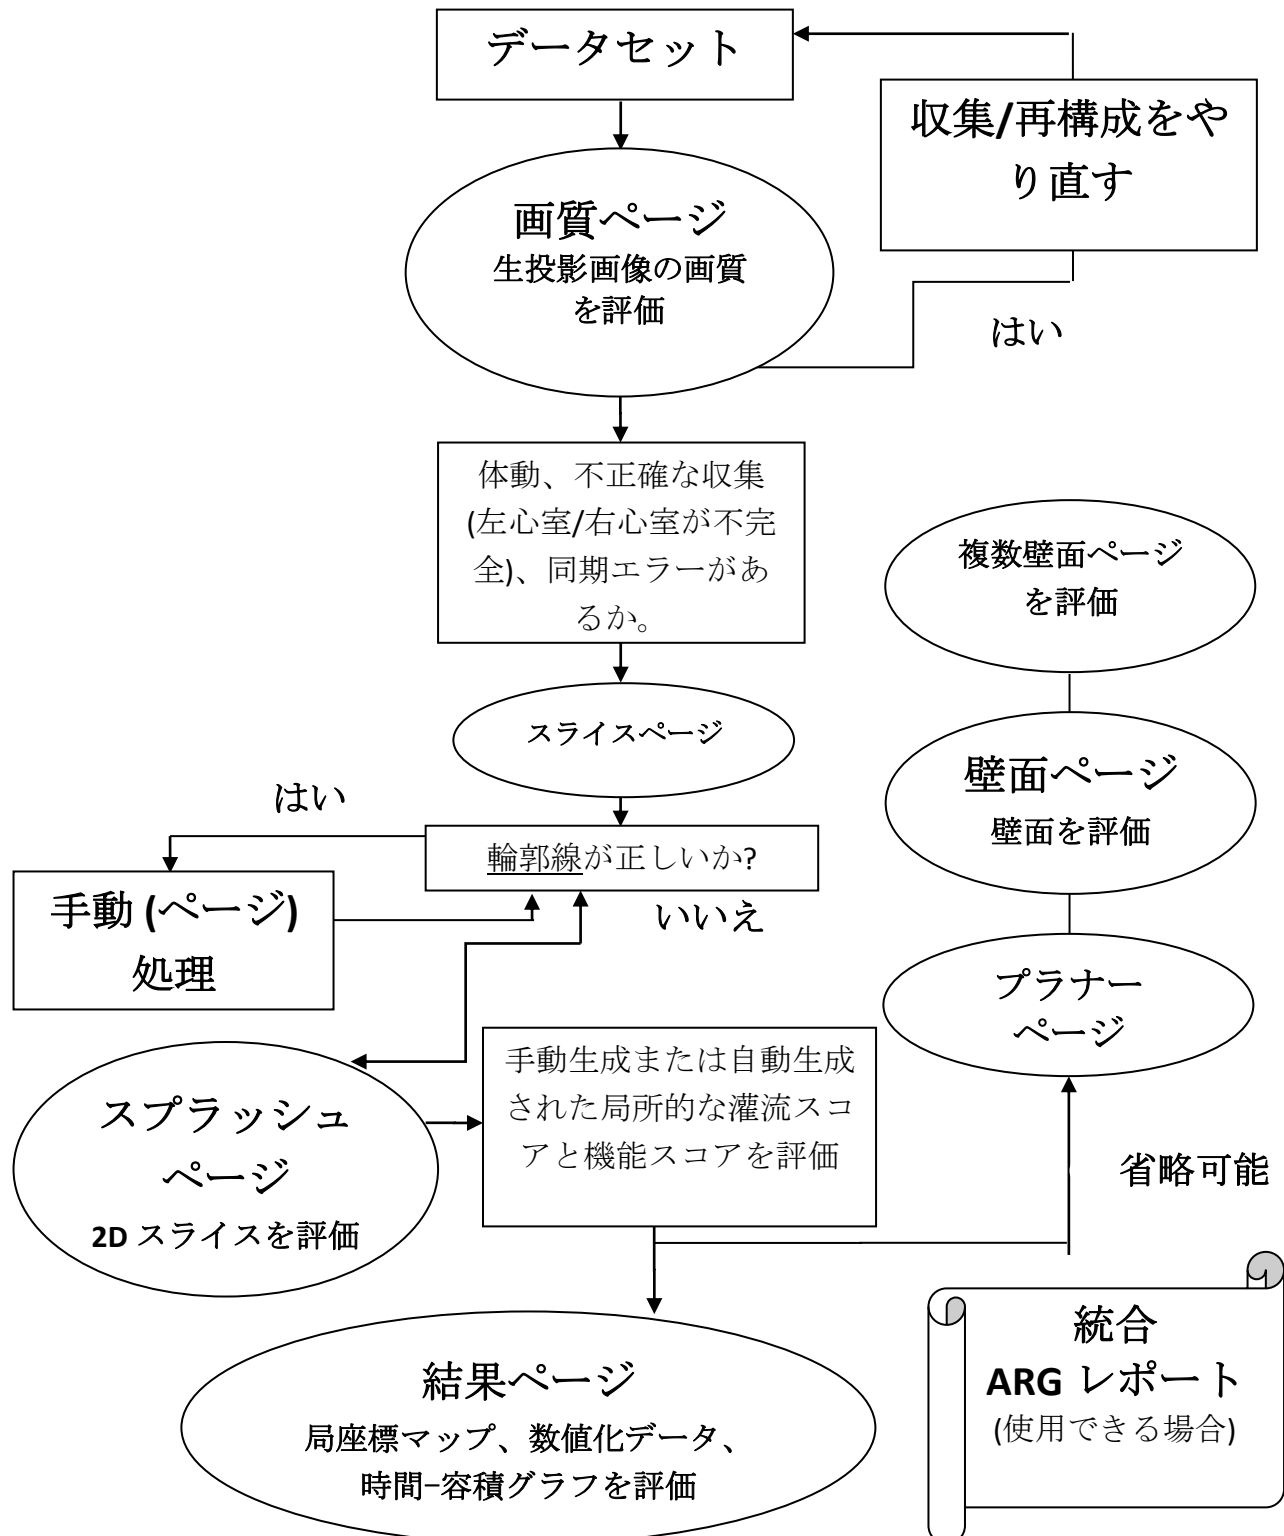 データセット
収集/再構成をや
り直す
画質ページ
生投影画像の画質
を評価
はい
体動、不正確な収集
(左心室/右心室が不完
全)、同期エラーがあ
るか。
複数壁面ページ
を評価
スライスページ
壁面ページ
壁面を評価
はい
輪郭線が正しいか?
いいえ
手動 (ページ)
処理
プラナー
ページ
手動生成または自動生成
された局所的な灌流スコ
アと機能スコアを評価
スプラッシュ
ページ
2D スライスを評価
省略可能
統合
ARG レポート
(使用できる場合)
結果ページ
局座標マップ、数値化データ、
時間−容積グラフを評価